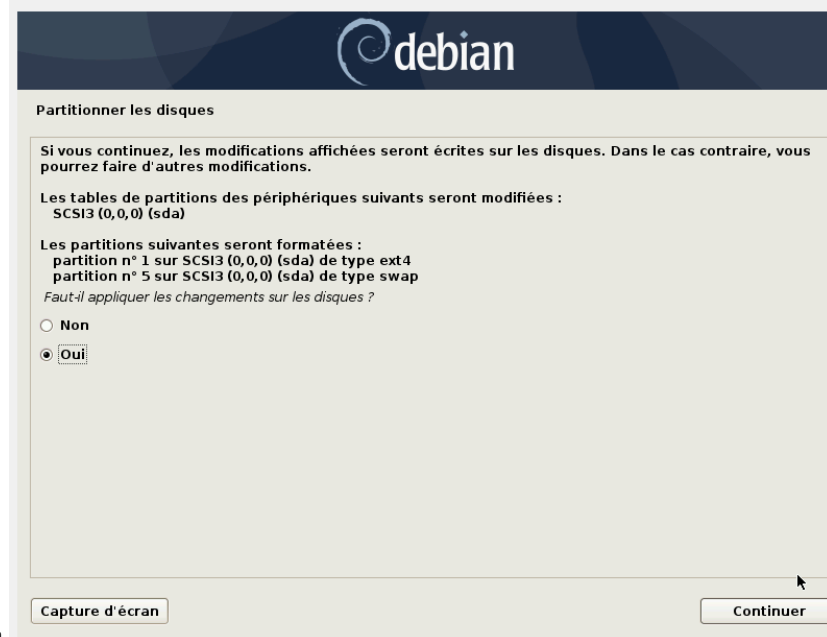 debian
Partitionner les disques
Si vous continuez, les modifications affichées seront écrites sur les disques. Dans le cas contraire, vous
pourrez faire d'autres modifications.
Les tables de partitions des périphériques suivants seront modifiées :
SCSI3 (0,0,0) (sda)
Les partitions suivantes seront formatées :
partition n° 1 sur SCSI3 (0,0,0) (sda) de type ext4
partition n° 5 sur SCSI3 (0,0,0) (sda) de type swap
Faut-il appliquer les changements sur les disques ?
Non
Oui
Capture d'écran
Continuer